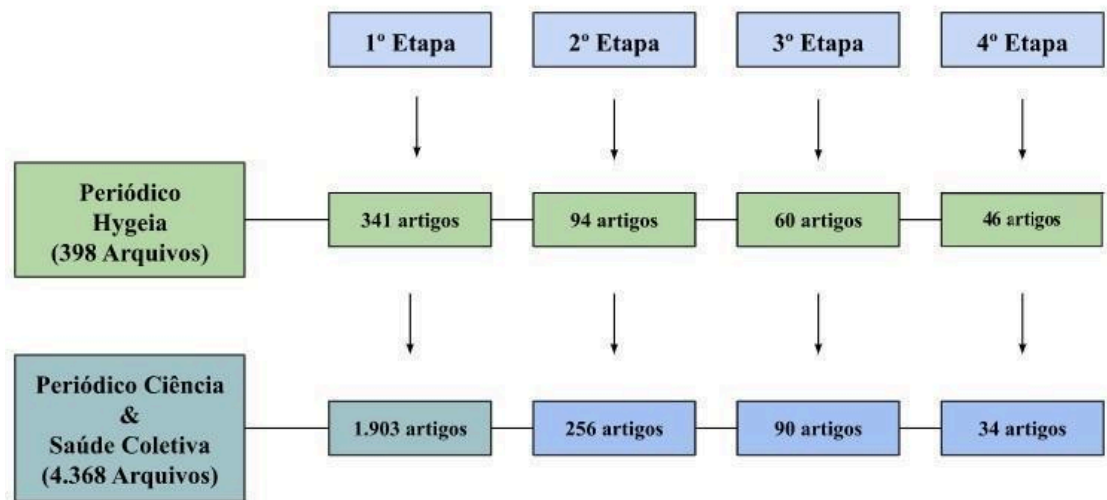 1º Etapa
2º Etapa
3º Etapa
4º Etapa
Periódico
Hygeia
(398 Arquivos)
341 artigos
94 artigos
60 artigos
46 artigos
Periódico Ciência
&
Saúde Coletiva
(4.368 Arquivos)
1.903 artigos
256 artigos
90 artigos
34 artigos